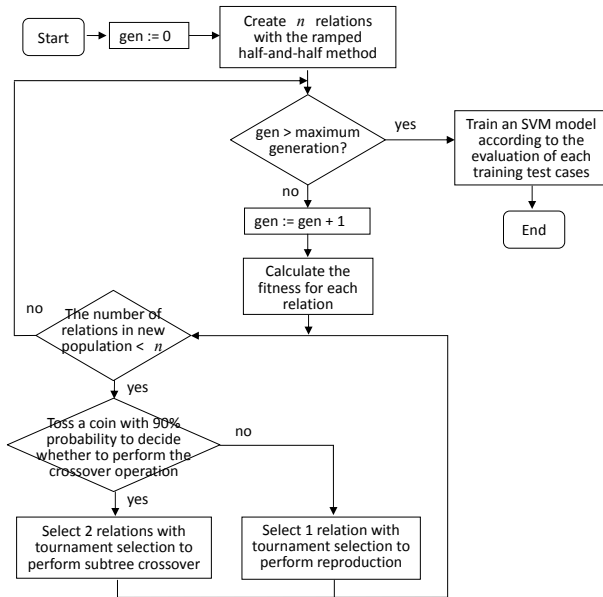 Start
gen := 0
Create n relations
with the ramped
half-and-half method
gen > maximum
generation?
yes
Train an SVM model
according to the
evaluation of each
training test cases
End
no
gen := gen + 1
Calculate the
fitness for each
relation
The number of
relations in new
population < n
no
yes
Toss a coin with 90%
probability to decide
whether to perform the
crossover operation
no
yes
Select 2 relations with
tournament selection to
perform subtree crossover
Select 1 relation with
tournament selection to
perform reproduction